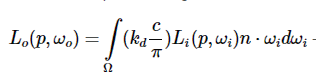 L_o(p, ω_o) = ∫_Ω (k_d c/π) L_i(p, ω_i) n · ω_i dω_i -